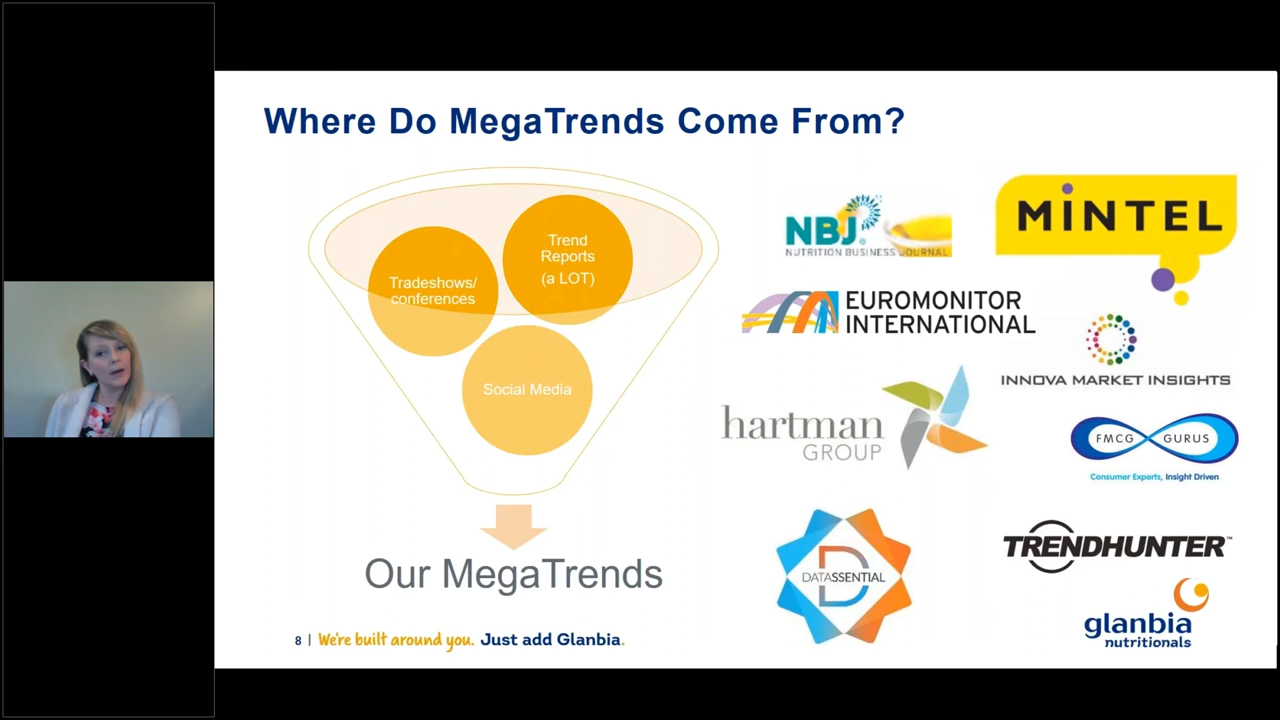 Where Do MegaTrends Come From?
Tradeshows/
conferences
Trend
Reports
(a LOT)
Social Media
Our MegaTrends
NBJ
NUTRITION BUSINESS JOURNAL
MiNTEL
EUROMONITOR
INTERNATIONAL
INNOVA MARKET INSIGHTS
hartman
GROUP
FMCG GURUS
Consumer Experts, Insight Driven
DATASSENTIAL
D
TRENDHUNTER™
8 | We're built around you. Just add Glanbia.
glanbia
nutritionals